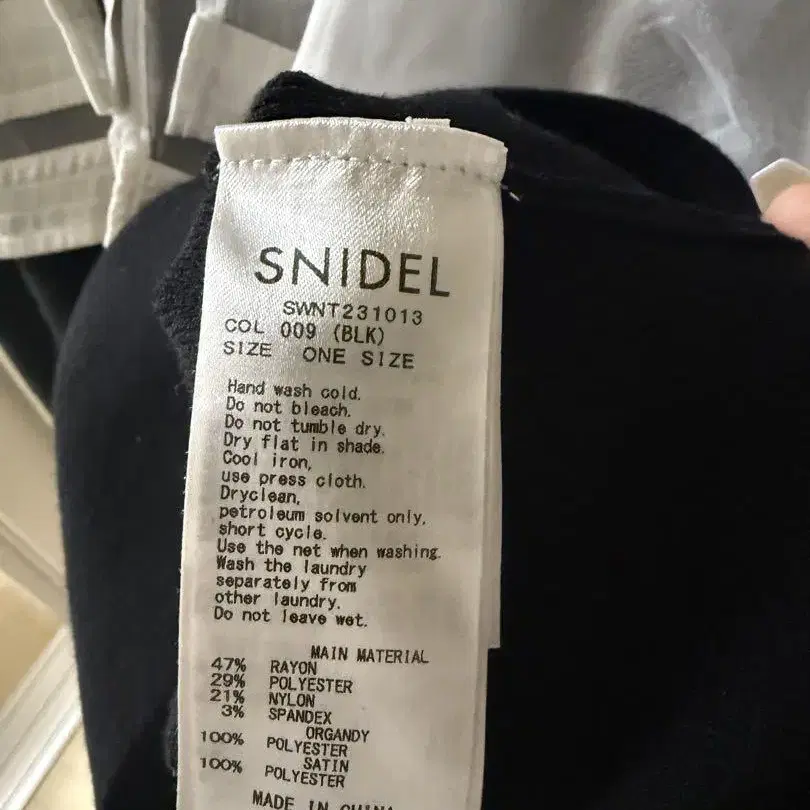 SNIDEL
SWNT231013
COL 009 (BLK)
SIZE ONE SIZE
Hand wash cold.
Do not bleach.
Do not tumble dry.
Dry flat in shade.
Cool iron,
use press cloth.
Dryclean,
petroleum solvent only,
short cycle.
Use the net when washing.
Wash the laundry
separately from
other laundry.
Do not leave wet.
MAIN MATERIAL
47% RAYON
29% POLYESTER
21% NYLON
3% SPANDEX
ORGANDY
100% POLYESTER
SATIN
100% POLYESTER
MADE IN CHINA